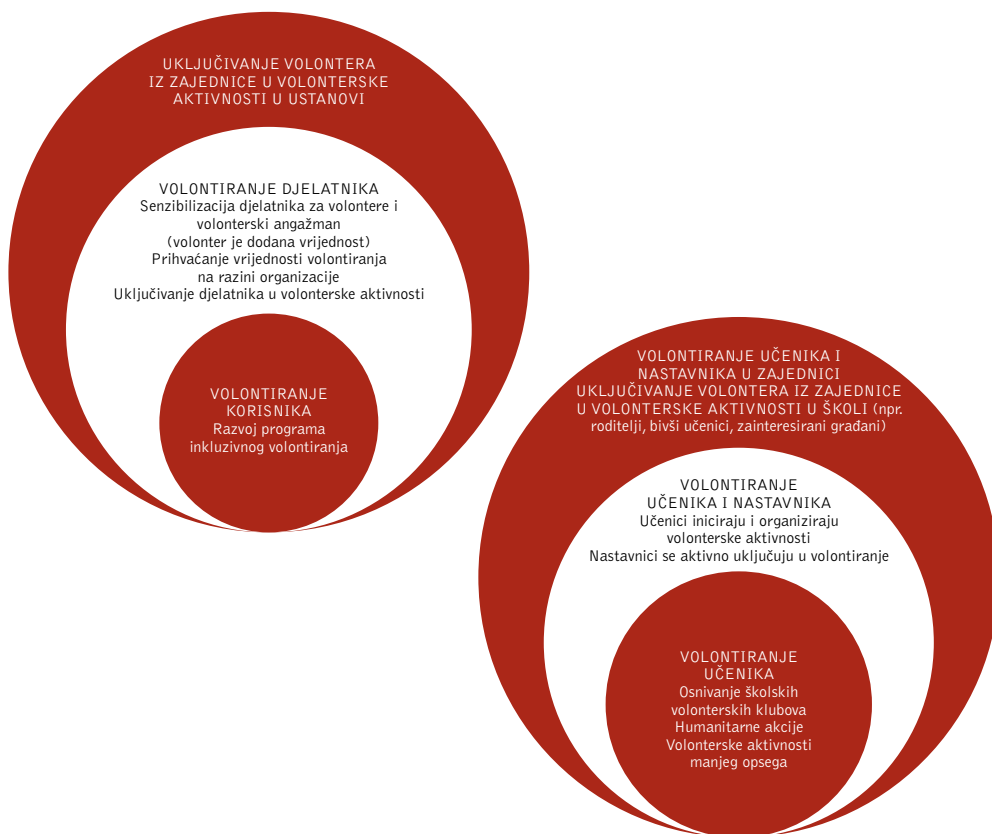 UKLJUČIVANJE VOLONTERA
IZ ZAJEDNICE U VOLONTERSKE
AKTIVNOSTI U USTANOVI
VOLONTIRANJE DJELATNIKA
Senzibilizacija djelatnika za volontere i
volonterski angažman
(volonter je dodana vrijednost)
Prihvaćanje vrijednosti volontiranja
na razini organizacije
Uključivanje djelatnika u volonterske aktivnosti
VOLONTIRANJE
KORISNIKA
Razvoj programa
inkluzivnog volontiranja
VOLONTIRANJE UČENIKA I
NASTAVNIKA U ZAJEDNICI
UKLJUČIVANJE VOLONTERA IZ ZAJEDNICE
U VOLONTERSKE AKTIVNOSTI U ŠKOLI (npr.
roditelji, bivši učenici, zainteresirani građani)
VOLONTIRANJE
UČENIKA I NASTAVNIKA
Učenici iniciraju i organiziraju
volonterske aktivnosti
Nastavnici se aktivno uključuju u volontiranje
VOLONTIRANJE
UČENIKA
Osnivanje školskih
volonterskih klubova
Humanitarne akcije
Volonterske aktivnosti
manjeg opsega